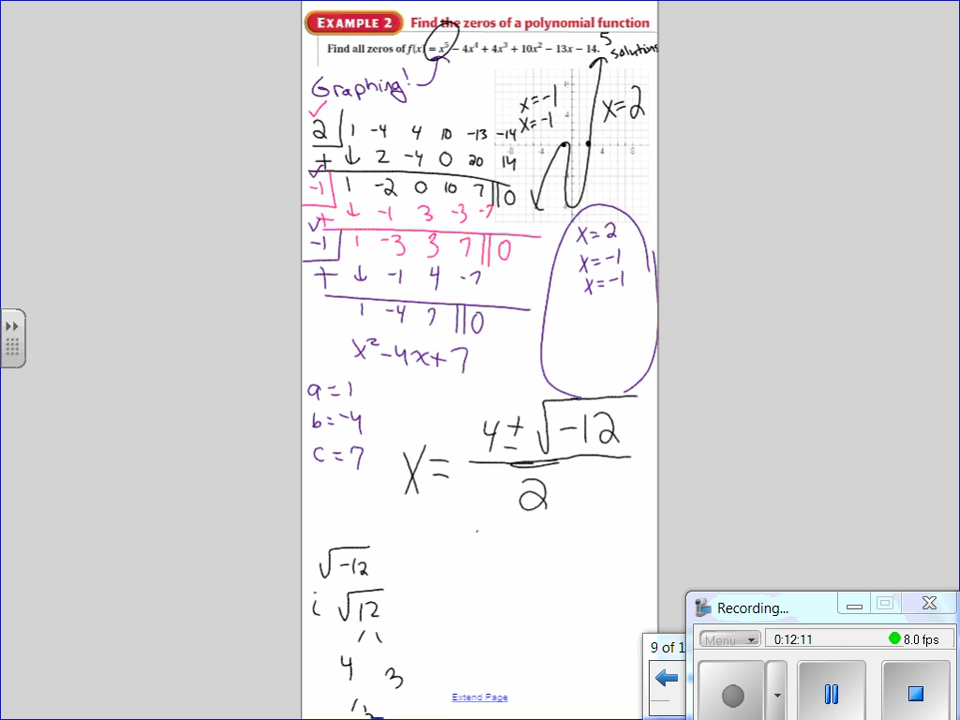 EXAMPLE 2 Find the zeros of a polynomial function
Find all zeros of f(x) = x⁵ − 4x⁴ + 4x³ + 10x² − 13x − 14.
5 solutions
Graphing!
x=-1
x=-1
x=2
2 1 -4 4 10 -13 -14
+ ↓ 2 -4 0 20 14
-1 1 -2 0 10 7 || 0
+ ↓ -1 3 -3 -7
-1 1 -3 3 7 || 0
+ ↓ -1 4 -7
1 -4 7 || 0
x=2
x=-1
x=-1
x²-4x+7
a=1
b=-4
c=7
x= 4±√-12 / 2
√-12
i √12
4 3
Extend Page
Recording...
Menu
0:12:11
8.0 fps
9 of 1